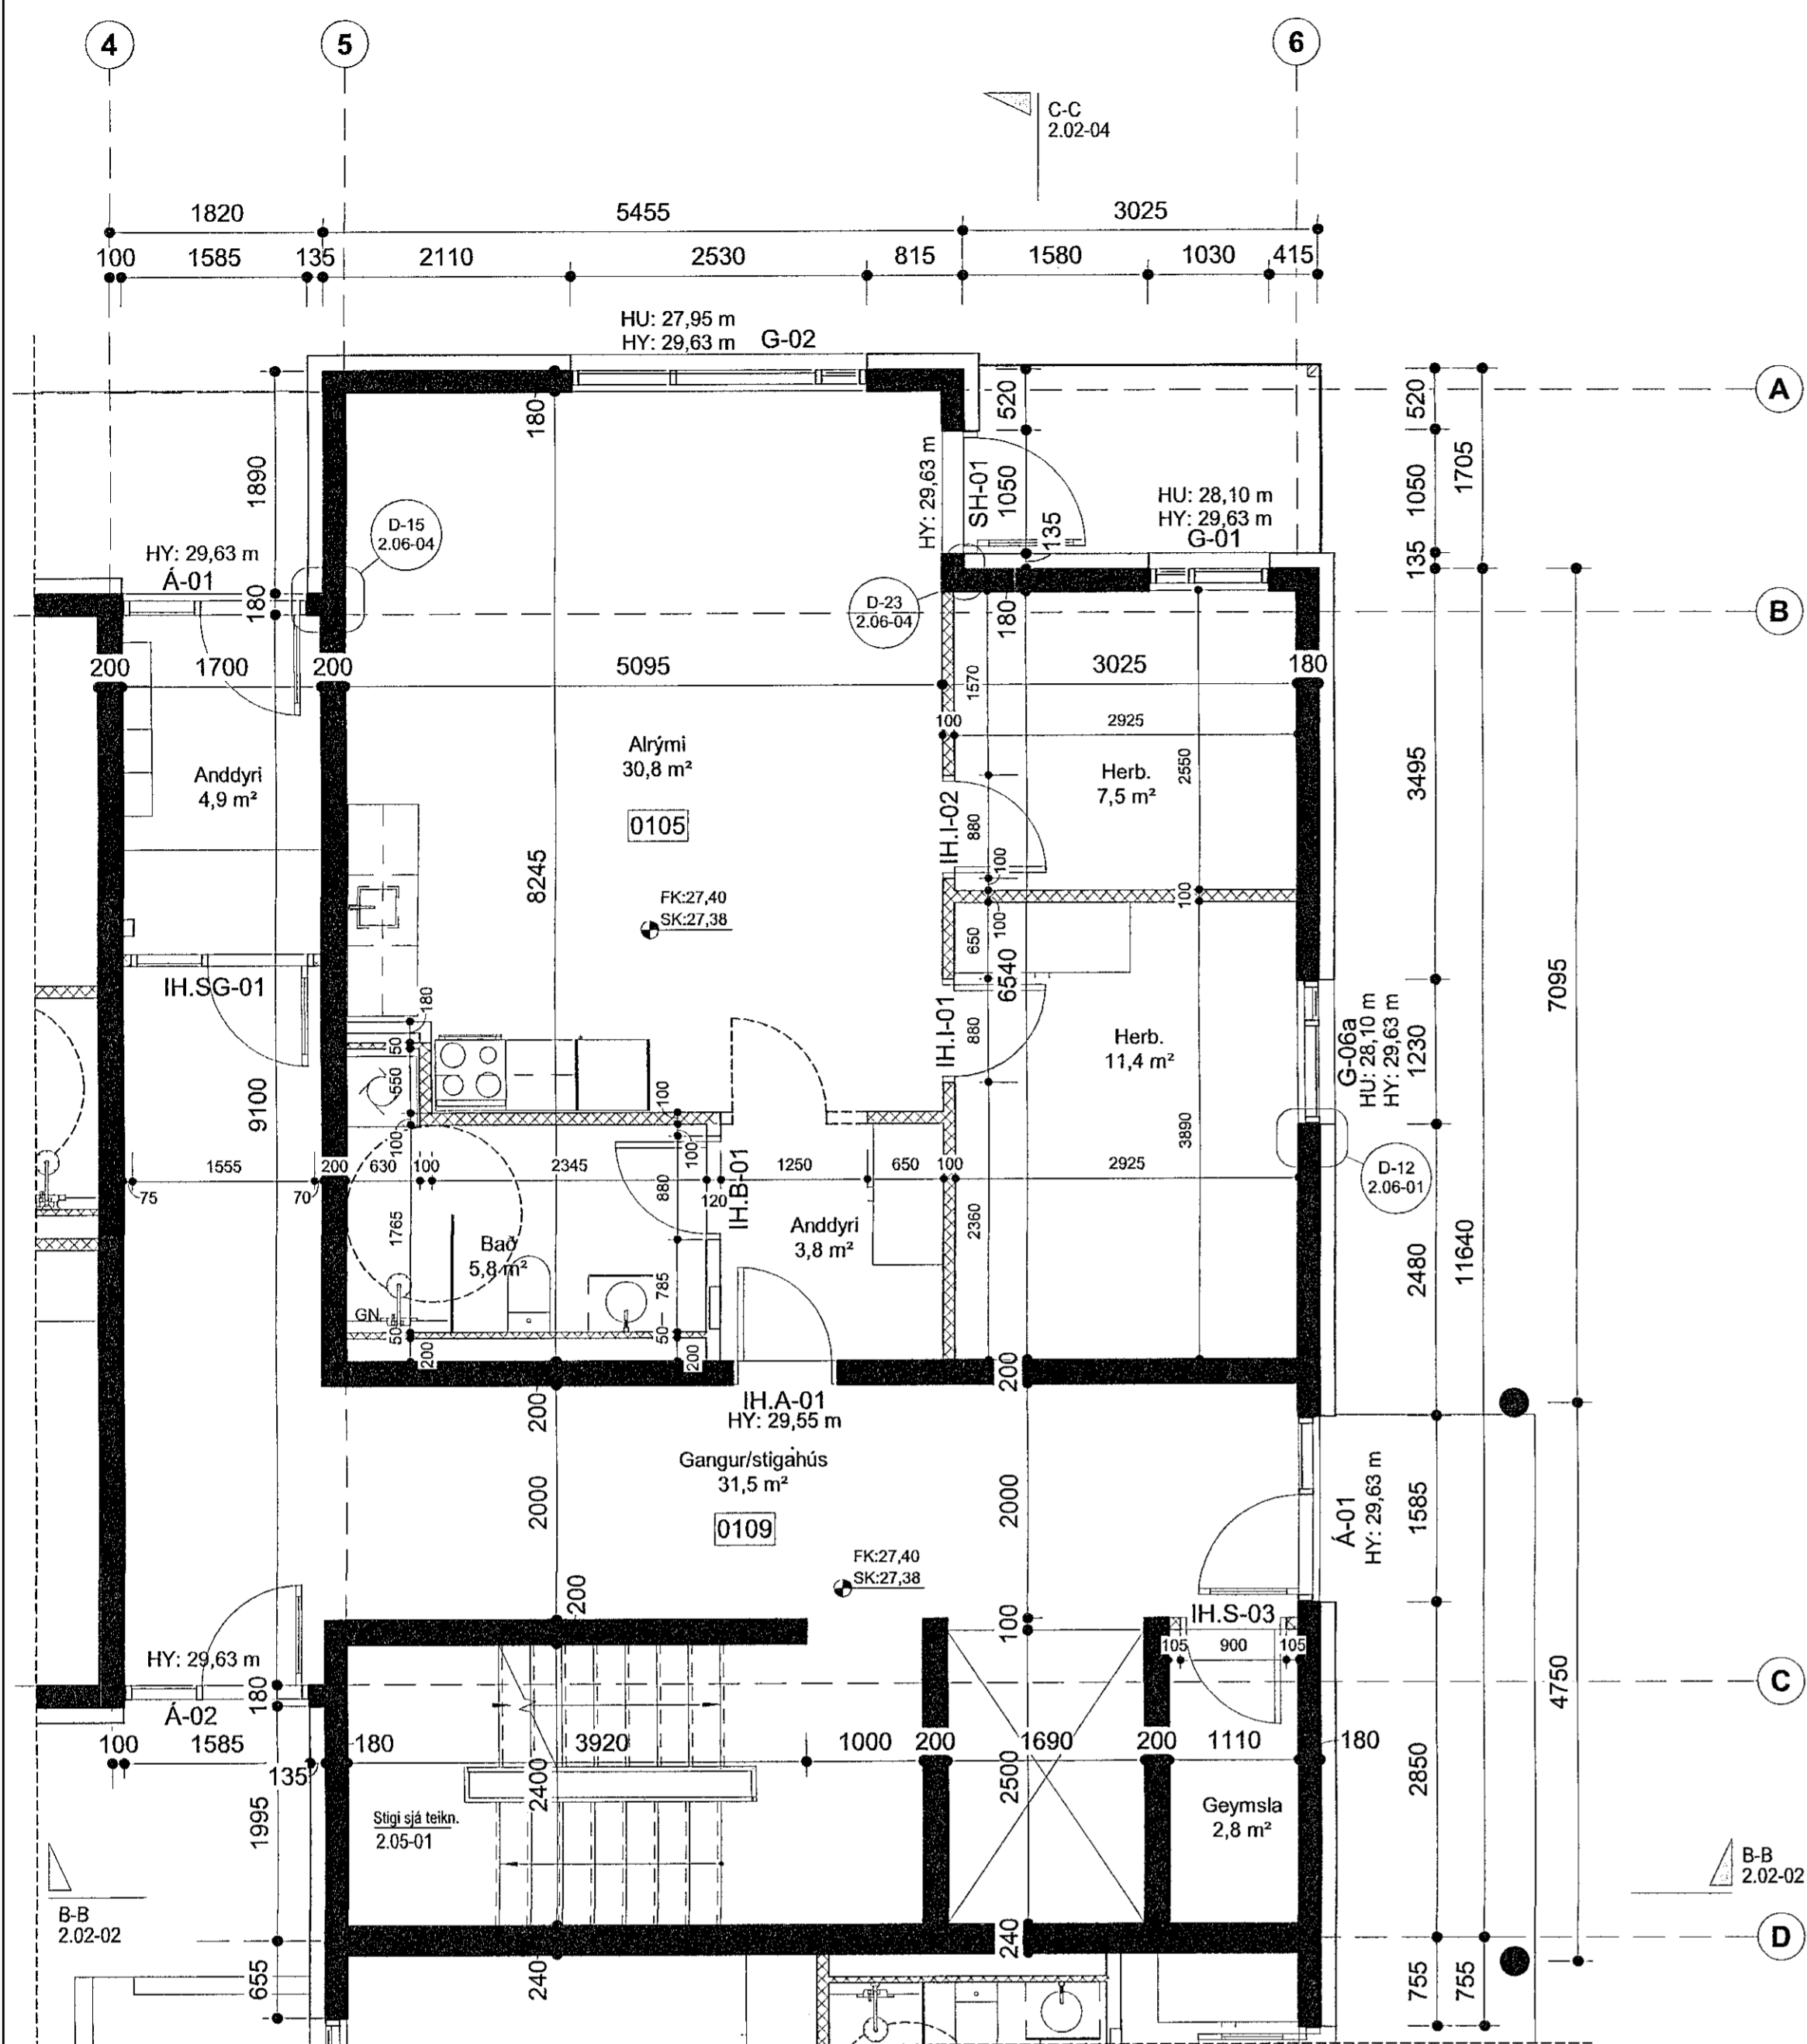 4
5
6
C-C
2.02-04
1820
5455
3025
100
1585
135
2110
2530
815
1580
1030
415
HU: 27,95 m
HY: 29,63 m
G-02
A
520
1705
180
520
HY: 29,63 m
SH-01
1050
1050
1890
D-15
2.06-04
HU: 28,10 m
HY: 29,63 m
G-01
135
135
HY: 29,63 m
Á-01
180
D-23
2.06-04
180
B
200
1700
200
5095
3025
180
1570
100
2925
Alrými
30,8 m²
Herb.
7,5 m²
2550
3495
Anddyri
4,9 m²
0105
IH.I-02
880
100
8245
FK:27,40
SK:27,38
100
100
650
6540
7095
IH.SG-01
180
50
550
100
IH.I-01
880
Herb.
11,4 m²
G-06a
HU: 28,10 m
HY: 29,63 m
1230
9100
100
100
3890
1555
200
630
100
2345
880
IH.B-01
1250
650
100
2925
D-12
2.06-01
75
70
120
1765
Bað
5,8 m²
Anddyri
3,8 m²
2360
2480
11640
785
GN
50
200
50
200
200
200
IH.A-01
HY: 29,55 m
Gangur/stigahús
31,5 m²
2000
2000
0109
Á-01
HY: 29,63 m
1585
FK:27,40
SK:27,38
200
100
IH.S-03
105
900
105
HY: 29,63 m
180
Á-02
C
4750
100
1585
135
180
3920
1000
200
1690
200
1110
180
2400
2500
2850
1995
Stigi sjá teikn.
2.05-01
Geymsla
2,8 m²
B-B
2.02-02
B-B
2.02-02
240
240
D
655
755
755